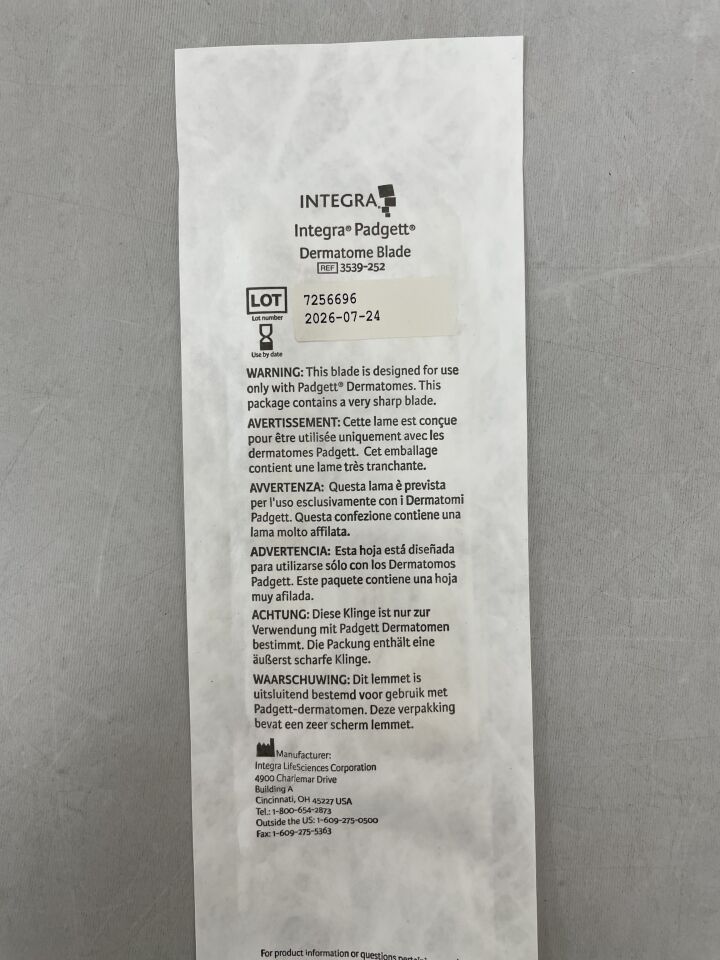 INTEGRA
Integra® Padgett®
Dermatome Blade
REF 3539-252
LOT
Lot number
7256696
2026-07-24
Use by date
WARNING: This blade is designed for use
only with Padgett® Dermatomes. This
package contains a very sharp blade.
AVERTISSEMENT: Cette lame est conçue
pour être utilisée uniquement avec les
dermatomes Padgett. Cet emballage
contient une lame très tranchante.
AVVERTENZA: Questa lama è prevista
per l'uso esclusivamente con i Dermatomi
Padgett. Questa confezione contiene una
lama molto affilata.
ADVERTENCIA: Esta hoja está diseñada
para utilizarse sólo con los Dermatomos
Padgett. Este paquete contiene una hoja
muy afilada.
ACHTUNG: Diese Klinge ist nur zur
Verwendung mit Padgett Dermatomen
bestimmt. Die Packung enthält eine
äußerst scharfe Klinge.
WAARSCHUWING: Dit lemmet is
uitsluitend bestemd voor gebruik met
Padgett-dermatomen. Deze verpakking
bevat een zeer scherm lemmet.
Manufacturer:
Integra LifeSciences Corporation
4900 Charlemar Drive
Building A
Cincinnati, OH 45227 USA
Tel.: 1-800-654-2873
Outside the US: 1-609-275-0500
Fax: 1-609-275-5363
For product information or questions